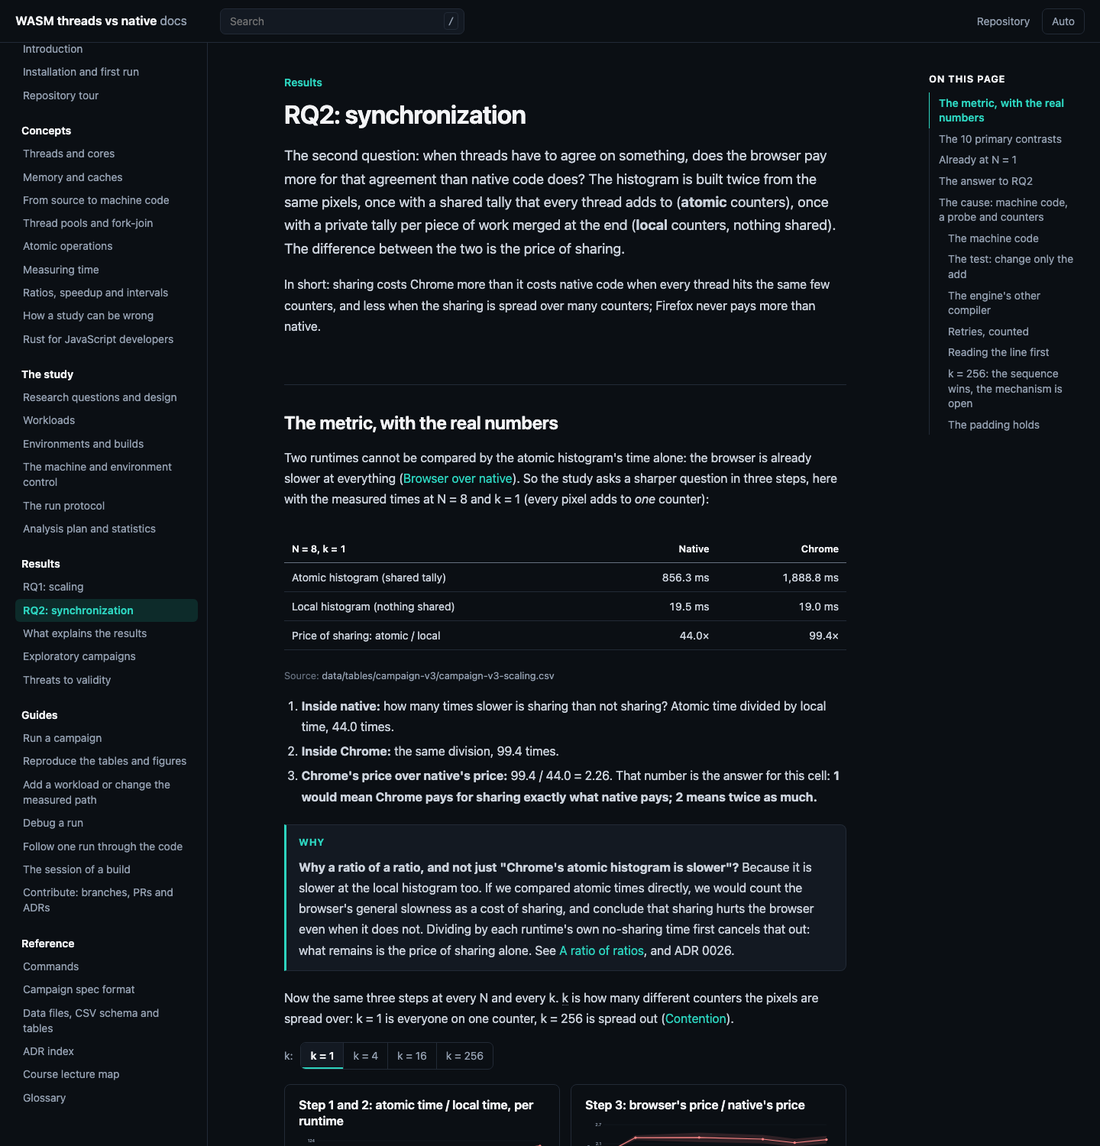 WASM threads vs native docs
Search
/
Repository
Auto
Introduction
Installation and first run
Repository tour
Concepts
Threads and cores
Memory and caches
From source to machine code
Thread pools and fork-join
Atomic operations
Measuring time
Ratios, speedup and intervals
How a study can be wrong
Rust for JavaScript developers
The study
Research questions and design
Workloads
Environments and builds
The machine and environment
control
The run protocol
Analysis plan and statistics
Results
RQ1: scaling
RQ2: synchronization
What explains the results
Exploratory campaigns
Threats to validity
Guides
Run a campaign
Reproduce the tables and figures
Add a workload or change the
measured path
Debug a run
Follow one run through the code
The session of a build
Contribute: branches, PRs and
ADRs
Reference
Commands
Campaign spec format
Data files, CSV schema and
tables
ADR index
Course lecture map
Glossary
Results
RQ2: synchronization
The second question: when threads have to agree on something, does the browser pay
more for that agreement than native code does? The histogram is built twice from the
same pixels, once with a shared tally that every thread adds to (atomic counters), once
with a private tally per piece of work merged at the end (local counters, nothing shared).
The difference between the two is the price of sharing.
In short: sharing costs Chrome more than it costs native code when every thread hits the same few
counters, and less when the sharing is spread over many counters; Firefox never pays more than
native.
The metric, with the real numbers
Two runtimes cannot be compared by the atomic histogram's time alone: the browser is already
slower at everything (Browser over native). So the study asks a sharper question in three steps, here
with the measured times at N = 8 and k = 1 (every pixel adds to one counter):
N = 8, k = 1 Native Chrome
Atomic histogram (shared tally) 856.3 ms 1,888.8 ms
Local histogram (nothing shared) 19.5 ms 19.0 ms
Price of sharing: atomic / local 44.0× 99.4×
Source: data/tables/campaign-v3/campaign-v3-scaling.csv
1. Inside native: how many times slower is sharing than not sharing? Atomic time divided by local
time, 44.0 times.
2. Inside Chrome: the same division, 99.4 times.
3. Chrome's price over native's price: 99.4 / 44.0 = 2.26. That number is the answer for this cell: 1
would mean Chrome pays for sharing exactly what native pays; 2 means twice as much.
WHY
Why a ratio of a ratio, and not just "Chrome's atomic histogram is slower"? Because it is
slower at the local histogram too. If we compared atomic times directly, we would count the
browser's general slowness as a cost of sharing, and conclude that sharing hurts the browser
even when it does not. Dividing by each runtime's own no-sharing time first cancels that out:
what remains is the price of sharing alone. See A ratio of ratios, and ADR 0026.
Now the same three steps at every N and every k. k is how many different counters the pixels are
spread over: k = 1 is everyone on one counter, k = 256 is spread out (Contention).
k:
k = 1
k = 4
k = 16
k = 256
Step 1 and 2: atomic time / local time, per
runtime
124
Step 3: browser's price / native's price
2.7
2.1
ON THIS PAGE
The metric, with the real
numbers
The 10 primary contrasts
Already at N = 1
The answer to RQ2
The cause: machine code,
a probe and counters
The machine code
The test: change only the
add
The engine's other
compiler
Retries, counted
Reading the line first
k = 256: the sequence
wins, the mechanism is
open
The padding holds